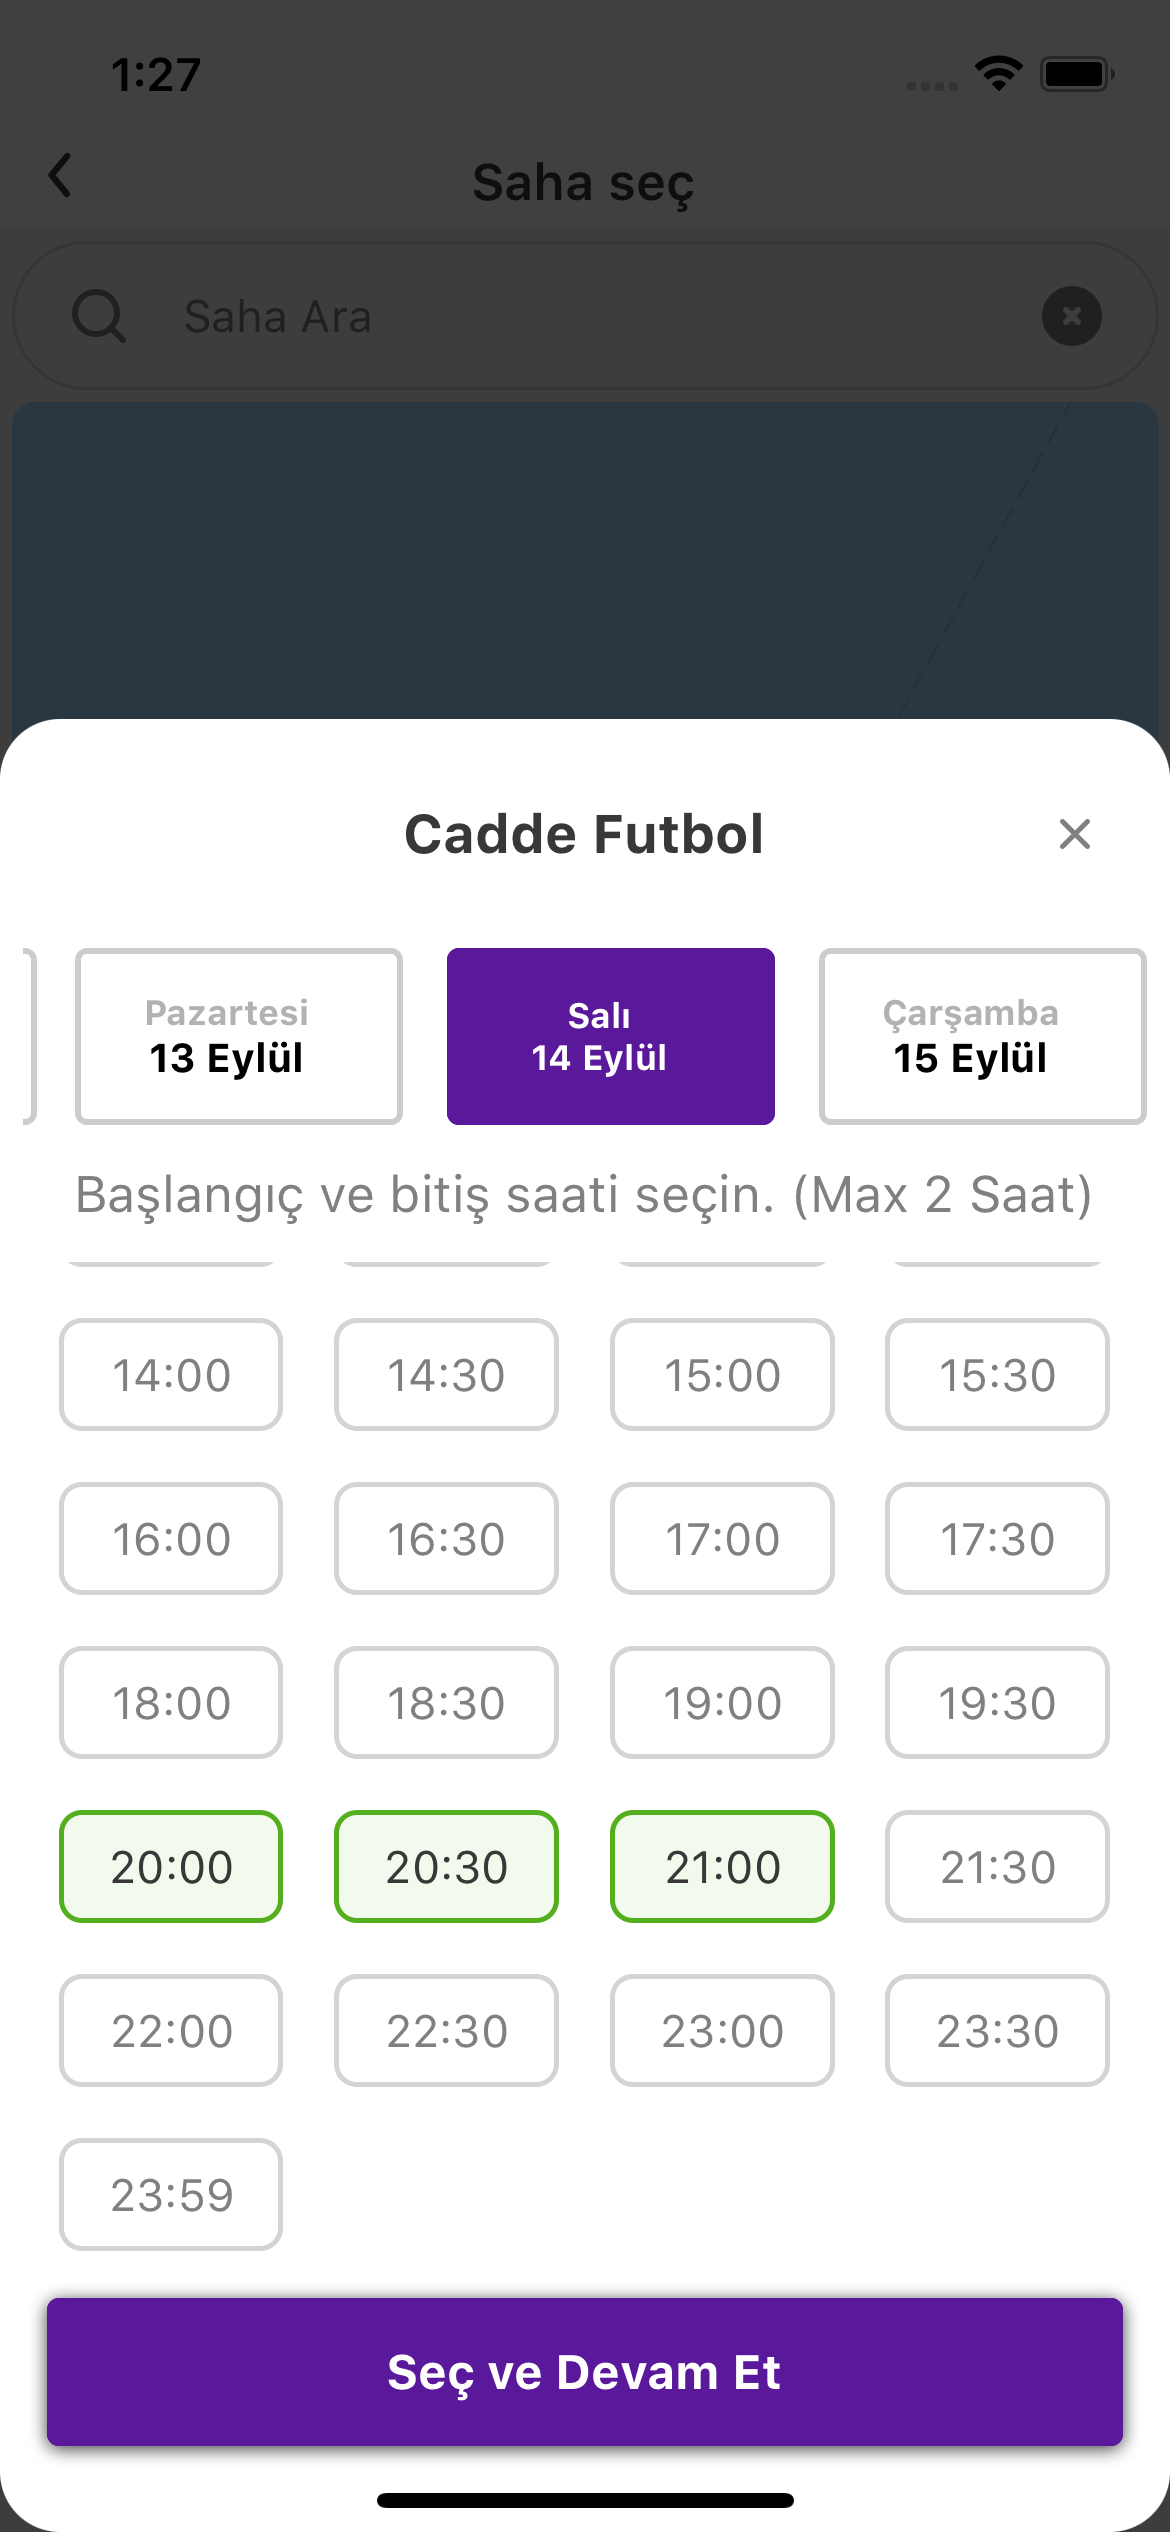 1:27
Saha seç
Saha Ara
Cadde Futbol
Pazartesi
13 Eylül
Salı
14 Eylül
Çarşamba
15 Eylül
Başlangıç ve bitiş saati seçin. (Max 2 Saat)
14:00 14:30 15:00 15:30
16:00 16:30 17:00 17:30
18:00 18:30 19:00 19:30
20:00 20:30 21:00 21:30
22:00 22:30 23:00 23:30
23:59
Seç ve Devam Et